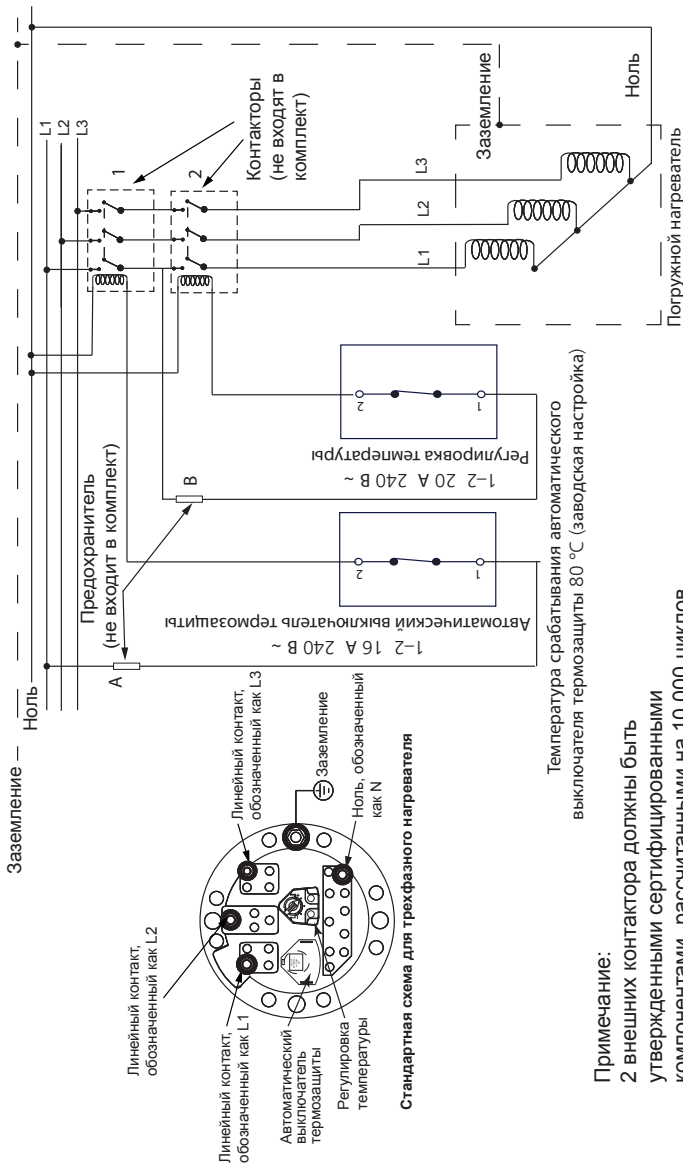 Заземление
Ноль
L1
L2
L3
1
2
Контакторы
(не входят в
комплект)
Предохранитель
(не входит в комплект)
A
B
L1
L2
L3
Заземление
Ноль
Погружной нагреватель
2
1
Регулировка температуры
1–2 20 А 240 В ~
2
1
Автоматический выключатель термозащиты
1–2 16 А 240 В ~
Температура срабатывания автоматического
выключателя термозащиты 80 °C (заводская настройка)
Линейный контакт,
обозначенный как L2
Линейный контакт,
обозначенный как L1
Линейный контакт,
обозначенный как L3
Заземление
Ноль, обозначенный
как N
Автоматический
выключатель
термозащиты
Регулировка
температуры
Стандартная схема для трехфазного нагревателя
Примечание:
2 внешних контактора должны быть
утвержденными сертифицированными
компонентами, рассчитанными на 10 000 циклов